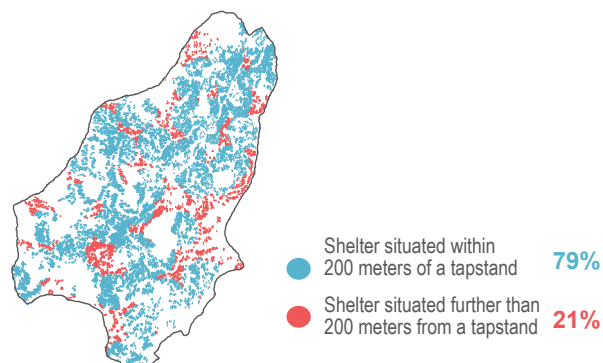 Shelter situated within
200 meters of a tapstand 79%
Shelter situated further than
200 meters from a tapstand 21%